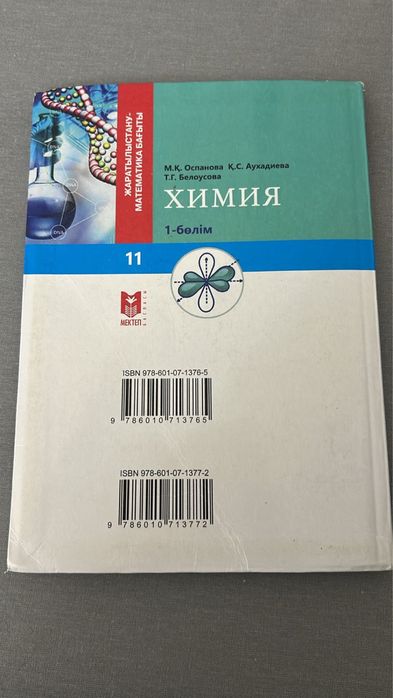 ЖАРАТЫЛЫСТАНУ-
МАТЕМАТИКА БАҒЫТЫ
М.Қ. Оспанова Қ.С. Аухадиева
Т.Г. Белоусова
ХИМИЯ
1-бөлім
11
МЕКТЕП
БАСПАСЫ
ISBN 978-601-07-1376-5
9 786010 713765
ISBN 978-601-07-1377-2
9 786010 713772